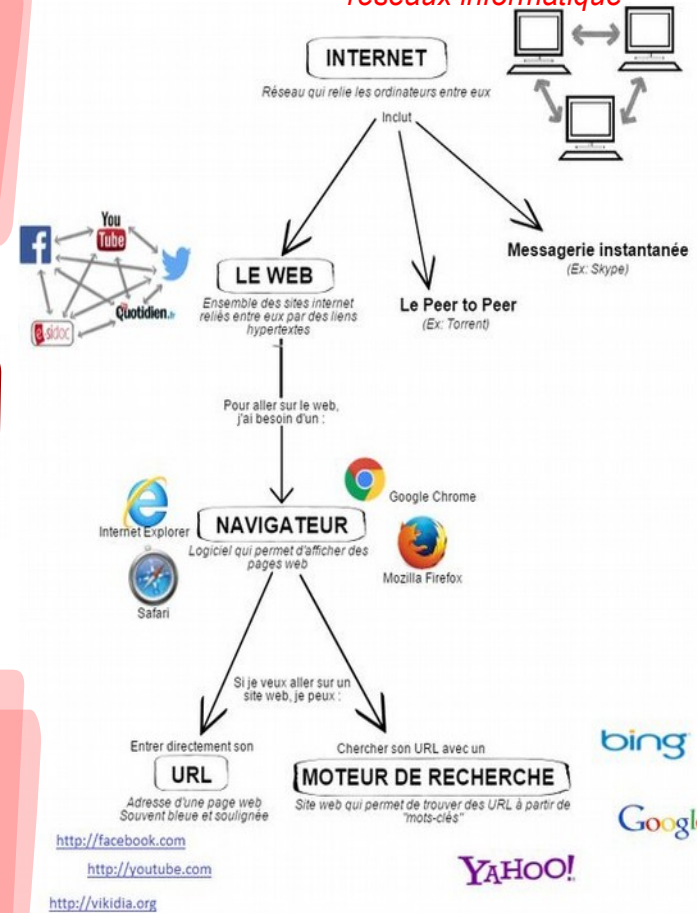 réseaux informatique
INTERNET
Réseau qui relie les ordinateurs entre eux
Inclut
You
Tube
f
e-sidoc
Quotidien.
LE WEB
Ensemble des sites internet
reliés entre eux par des liens
hypertextes
Le Peer to Peer
(Ex: Torrent)
Messagerie instantanée
(Ex: Skype)
Pour aller sur le web,
j'ai besoin d'un :
Google Chrome
Internet Explorer
NAVIGATEUR
Logiciel qui permet d'afficher des
pages web
Mozilla Firefox
Safari
Si je veux aller sur un
site web, je peux :
Entrer directement son
URL
Adresse d'une page web
Souvent bleue et soulignée
http://facebook.com
http://youtube.com
http://vikidia.org
Chercher son URL avec un
MOTEUR DE RECHERCHE
Site web qui permet de trouver des URL à partir de
"mots-clés"
bing
Google
YAHOO!